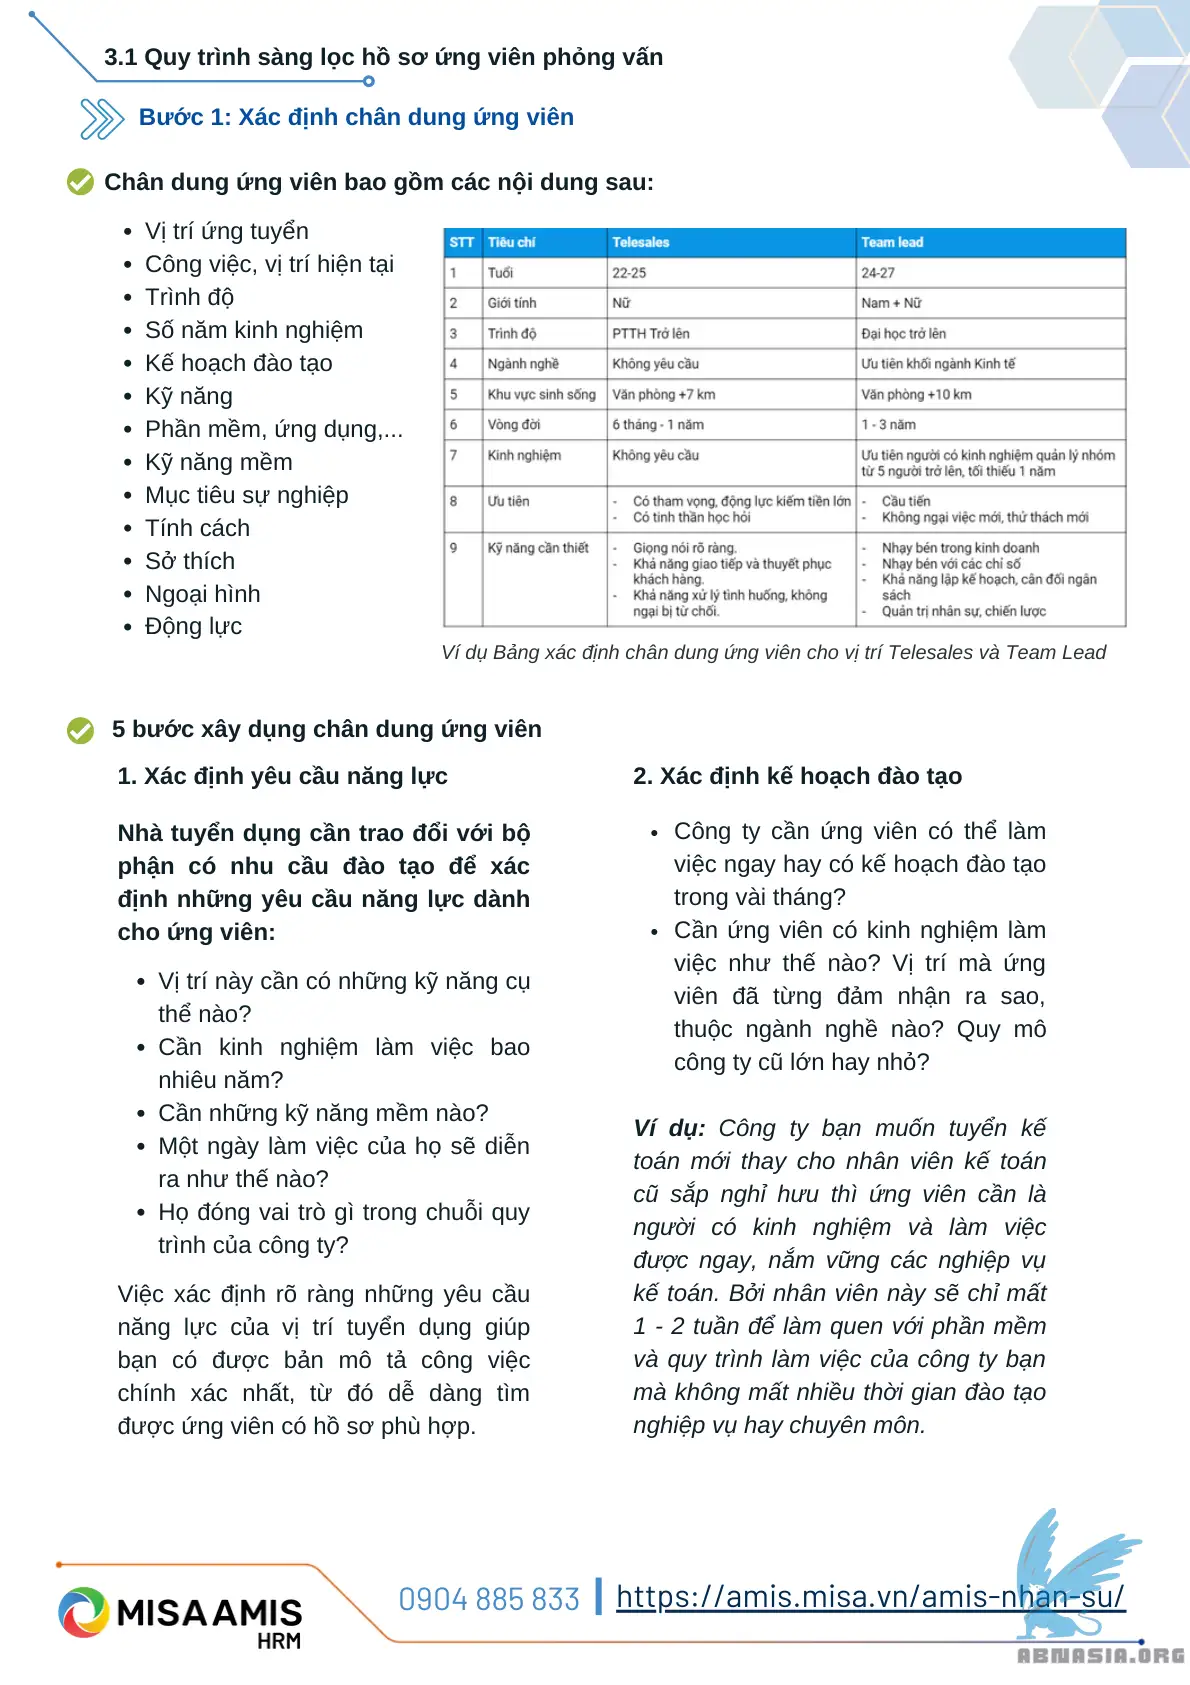 3.1 Quy trình sàng lọc hồ sơ ứng viên phỏng vấn
Bước 1: Xác định chân dung ứng viên
Chân dung ứng viên bao gồm các nội dung sau:
• Vị trí ứng tuyển
• Công việc, vị trí hiện tại
• Trình độ
• Số năm kinh nghiệm
• Kế hoạch đào tạo
• Kỹ năng
• Phần mềm, ứng dụng,...
• Kỹ năng mềm
• Mục tiêu sự nghiệp
• Tính cách
• Sở thích
• Ngoại hình
• Động lực
STT Tiêu chí Telesales Team lead
1 Tuổi 22-25 24-27
2 Giới tính Nữ Nam + Nữ
3 Trình độ PTTH Trở lên Đại học trở lên
4 Ngành nghề Không yêu cầu Ưu tiên khối ngành Kinh tế
5 Khu vực sinh sống Văn phòng +7 km Văn phòng +10 km
6 Vòng đời 6 tháng - 1 năm 1 - 3 năm
7 Kinh nghiệm Không yêu cầu Ưu tiên người có kinh nghiệm quản lý nhóm
từ 5 người trở lên, tối thiểu 1 năm
8 Ưu tiên - Có tham vọng, động lực kiếm tiền lớn - Cầu tiến
- Có tinh thần học hỏi - Không ngại việc mới, thử thách mới
9 Kỹ năng cần thiết - Giọng nói rõ ràng. - Nhạy bén trong kinh doanh
- Khả năng giao tiếp và thuyết phục - Nhạy bén với các chỉ số
khách hàng. - Khả năng lập kế hoạch, cân đối ngân
- Khả năng xử lý tình huống, không sách
ngại bị từ chối. - Quản trị nhân sự, chiến lược
Ví dụ Bảng xác định chân dung ứng viên cho vị trí Telesales và Team Lead
5 bước xây dụng chân dung ứng viên
1. Xác định yêu cầu năng lực
Nhà tuyển dụng cần trao đổi với bộ
phận có nhu cầu đào tạo để xác
định những yêu cầu năng lực dành
cho ứng viên:
• Vị trí này cần có những kỹ năng cụ
thể nào?
• Cần kinh nghiệm làm việc bao
nhiêu năm?
• Cần những kỹ năng mềm nào?
• Một ngày làm việc của họ sẽ diễn
ra như thế nào?
• Họ đóng vai trò gì trong chuỗi quy
trình của công ty?
Việc xác định rõ ràng những yêu cầu
năng lực của vị trí tuyển dụng giúp
bạn có được bản mô tả công việc
chính xác nhất, từ đó dễ dàng tìm
được ứng viên có hồ sơ phù hợp.
2. Xác định kế hoạch đào tạo
• Công ty cần ứng viên có thể làm
việc ngay hay có kế hoạch đào tạo
trong vài tháng?
• Cần ứng viên có kinh nghiệm làm
việc như thế nào? Vị trí mà ứng
viên đã từng đảm nhận ra sao,
thuộc ngành nghề nào? Quy mô
công ty cũ lớn hay nhỏ?
Ví dụ: Công ty bạn muốn tuyển kế
toán mới thay cho nhân viên kế toán
cũ sắp nghỉ hưu thì ứng viên cần là
người có kinh nghiệm và làm việc
được ngay, nắm vững các nghiệp vụ
kế toán. Bởi nhân viên này sẽ chỉ mất
1 - 2 tuần để làm quen với phần mềm
và quy trình làm việc của công ty bạn
mà không mất nhiều thời gian đào tạo
nghiệp vụ hay chuyên môn.
MISA AMIS
HRM
0904 885 833 | https://amis.misa.vn/amis-nhan-su/
ABNASIA.ORG